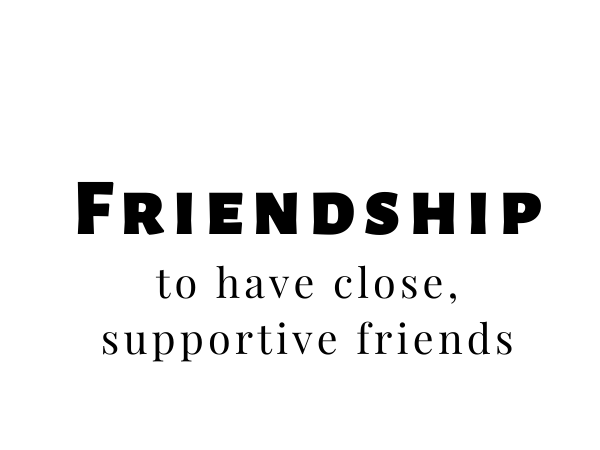 Friendship
to have close,
supportive friends